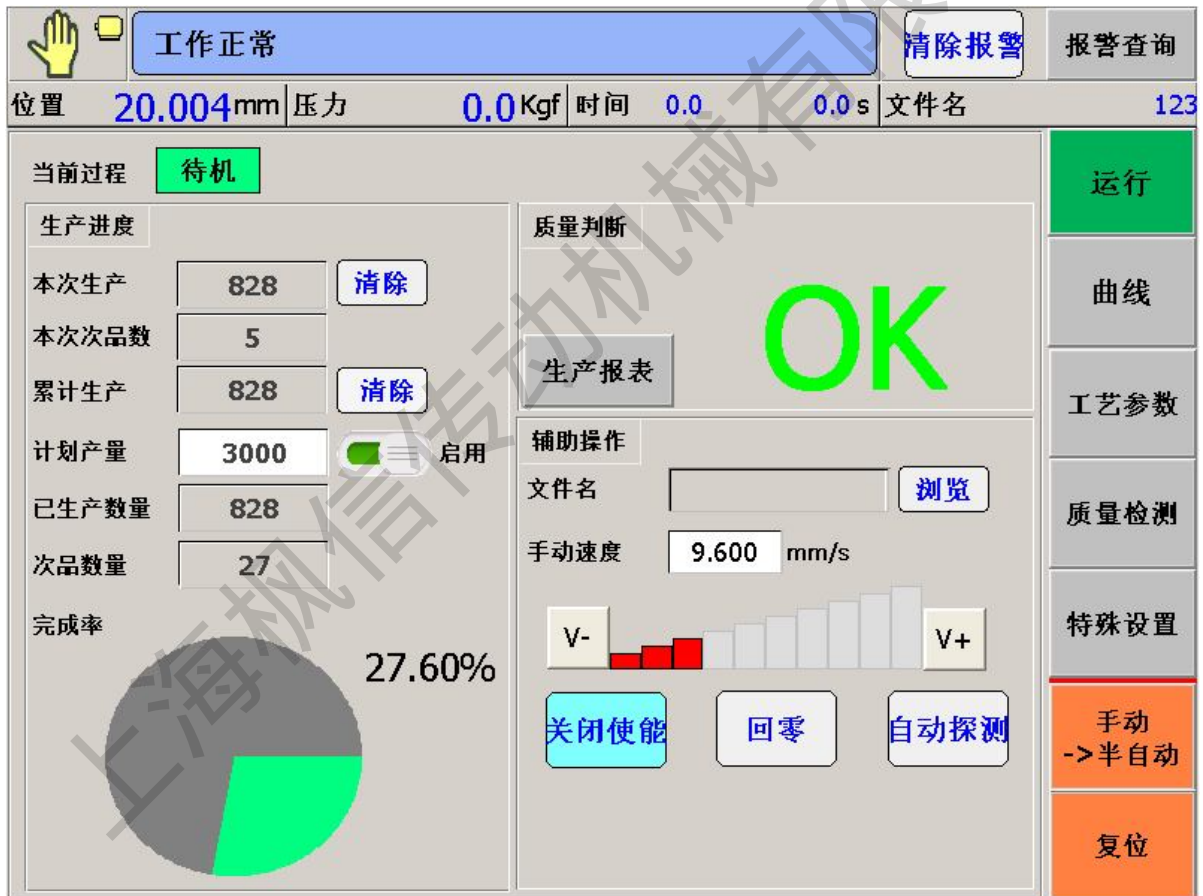 工作正常
清除报警
报警查询
位置 20.004mm 压力 0.0Kgf 时间 0.0 0.0 s 文件名 123
当前过程 待机
运行
生产进度
本次生产 828 清除
本次次品数 5
累计生产 828 清除
计划产量 3000 启用
已生产数量 828
次品数量 27
完成率
27.60%
质量判断
OK
生产报表
辅助操作
文件名 浏览
手动速度 9.600 mm/s
V-
V+
关闭使能 回零 自动探测
曲线
工艺参数
质量检测
特殊设置
手动
->半自动
复位
上海枫信传动机械有限